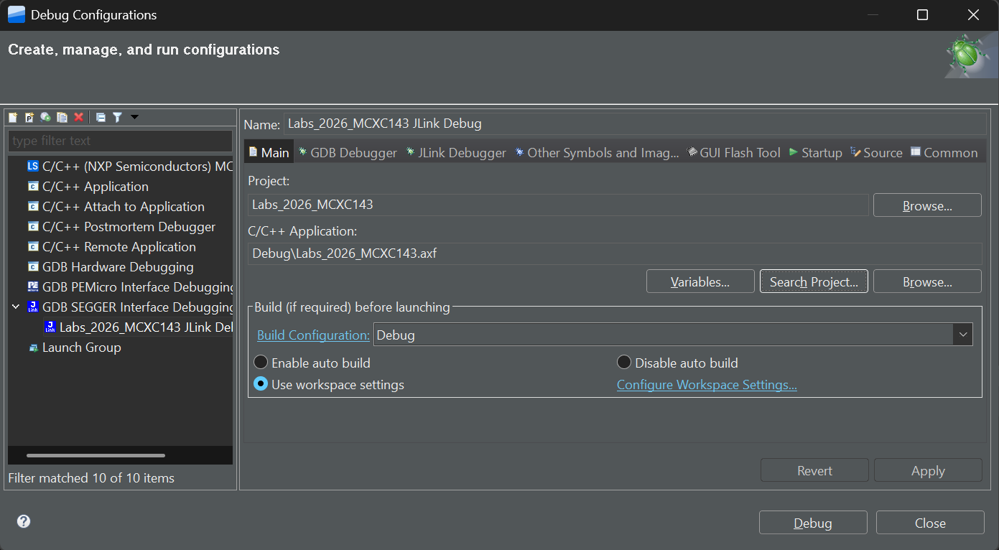 Debug Configurations
Create, manage, and run configurations
type filter text
C/C++ (NXP Semiconductors) MC
C/C++ Application
C/C++ Attach to Application
C/C++ Postmortem Debugger
C/C++ Remote Application
GDB Hardware Debugging
GDB PEMicro Interface Debugging
GDB SEGGER Interface Debugging
Labs_2026_MCXC143 JLink De
Launch Group
Filter matched 10 of 10 items
Name: Labs_2026_MCXC143 JLink Debug
Main GDB Debugger JLink Debugger Other Symbols and Imag... GUI Flash Tool Startup Source Common
Project:
Labs_2026_MCXC143 Browse...
C/C++ Application:
Debug\Labs_2026_MCXC143.axf
Variables... Search Project... Browse...
Build (if required) before launching
Build Configuration: Debug
Enable auto build Disable auto build
Use workspace settings Configure Workspace Settings...
Revert Apply
? Debug Close